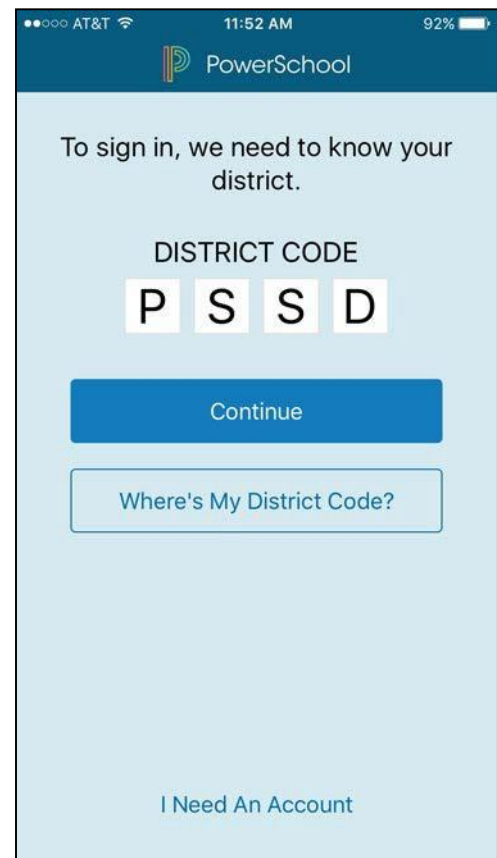 ●●○○○ AT&T 11:52 AM 92%
PowerSchool
To sign in, we need to know your
district.
DISTRICT CODE
P S S D
Continue
Where's My District Code?
I Need An Account